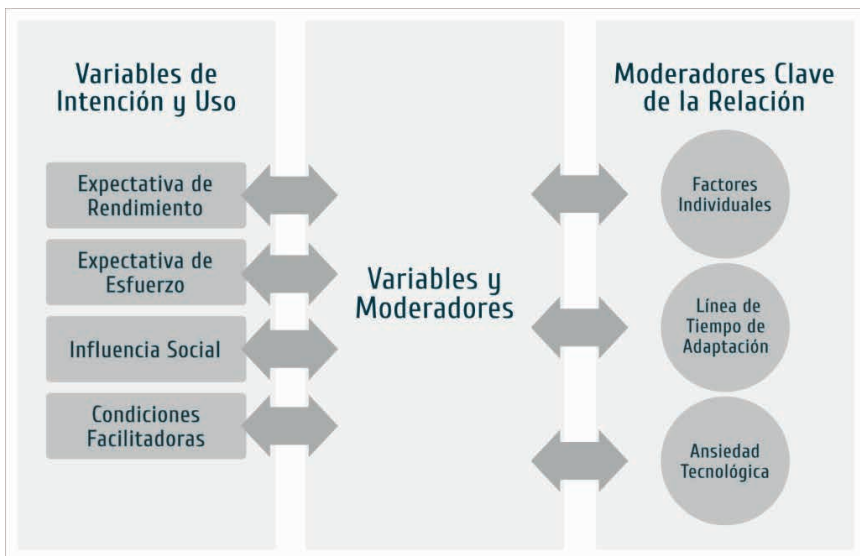 Variables de
Intención y Uso
Expectativa de
Rendimiento
Expectativa de
Esfuerzo
Influencia Social
Condiciones
Facilitadoras
Variables y
Moderadores
Moderadores Clave
de la Relación
Factores
Individuales
Línea de
Tiempo de
Adaptación
Ansiedad
Tecnológica